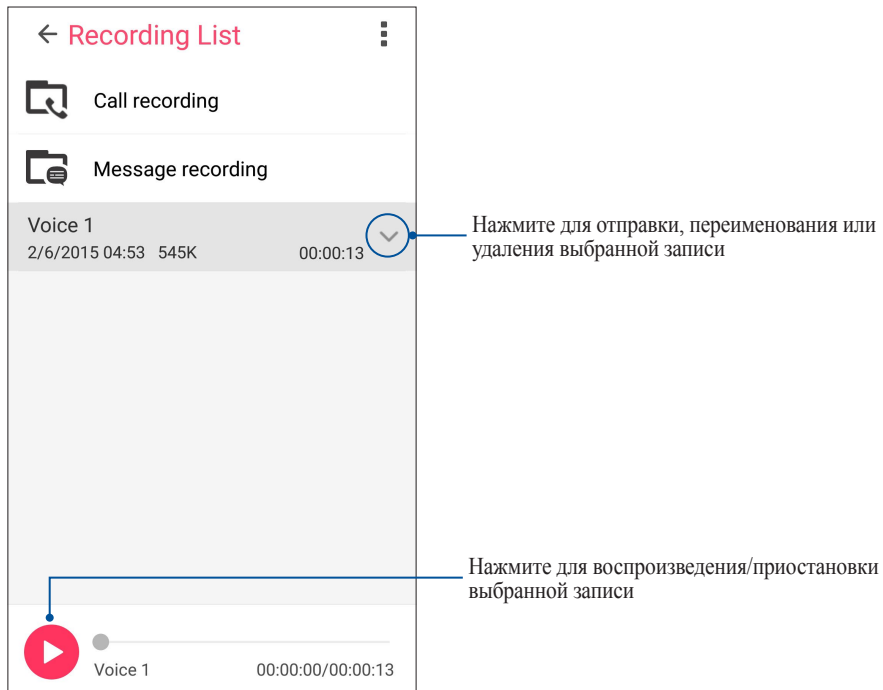 Recording List
Call recording
Message recording
Voice 1
2/6/2015 04:53 545K 00:00:13
Нажмите для отправки, переименования или
удаления выбранной записи
Нажмите для воспроизведения/приостановки
выбранной записи
Voice 1 00:00:00/00:00:13